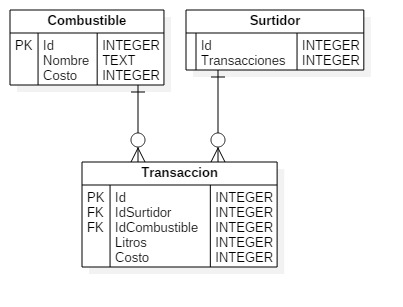 Combustible
PK Id INTEGER
Nombre TEXT
Costo INTEGER
Surtidor
Id INTEGER
Transacciones INTEGER
Transaccion
PK Id INTEGER
FK IdSurtidor INTEGER
FK IdCombustible INTEGER
Litros INTEGER
Costo INTEGER